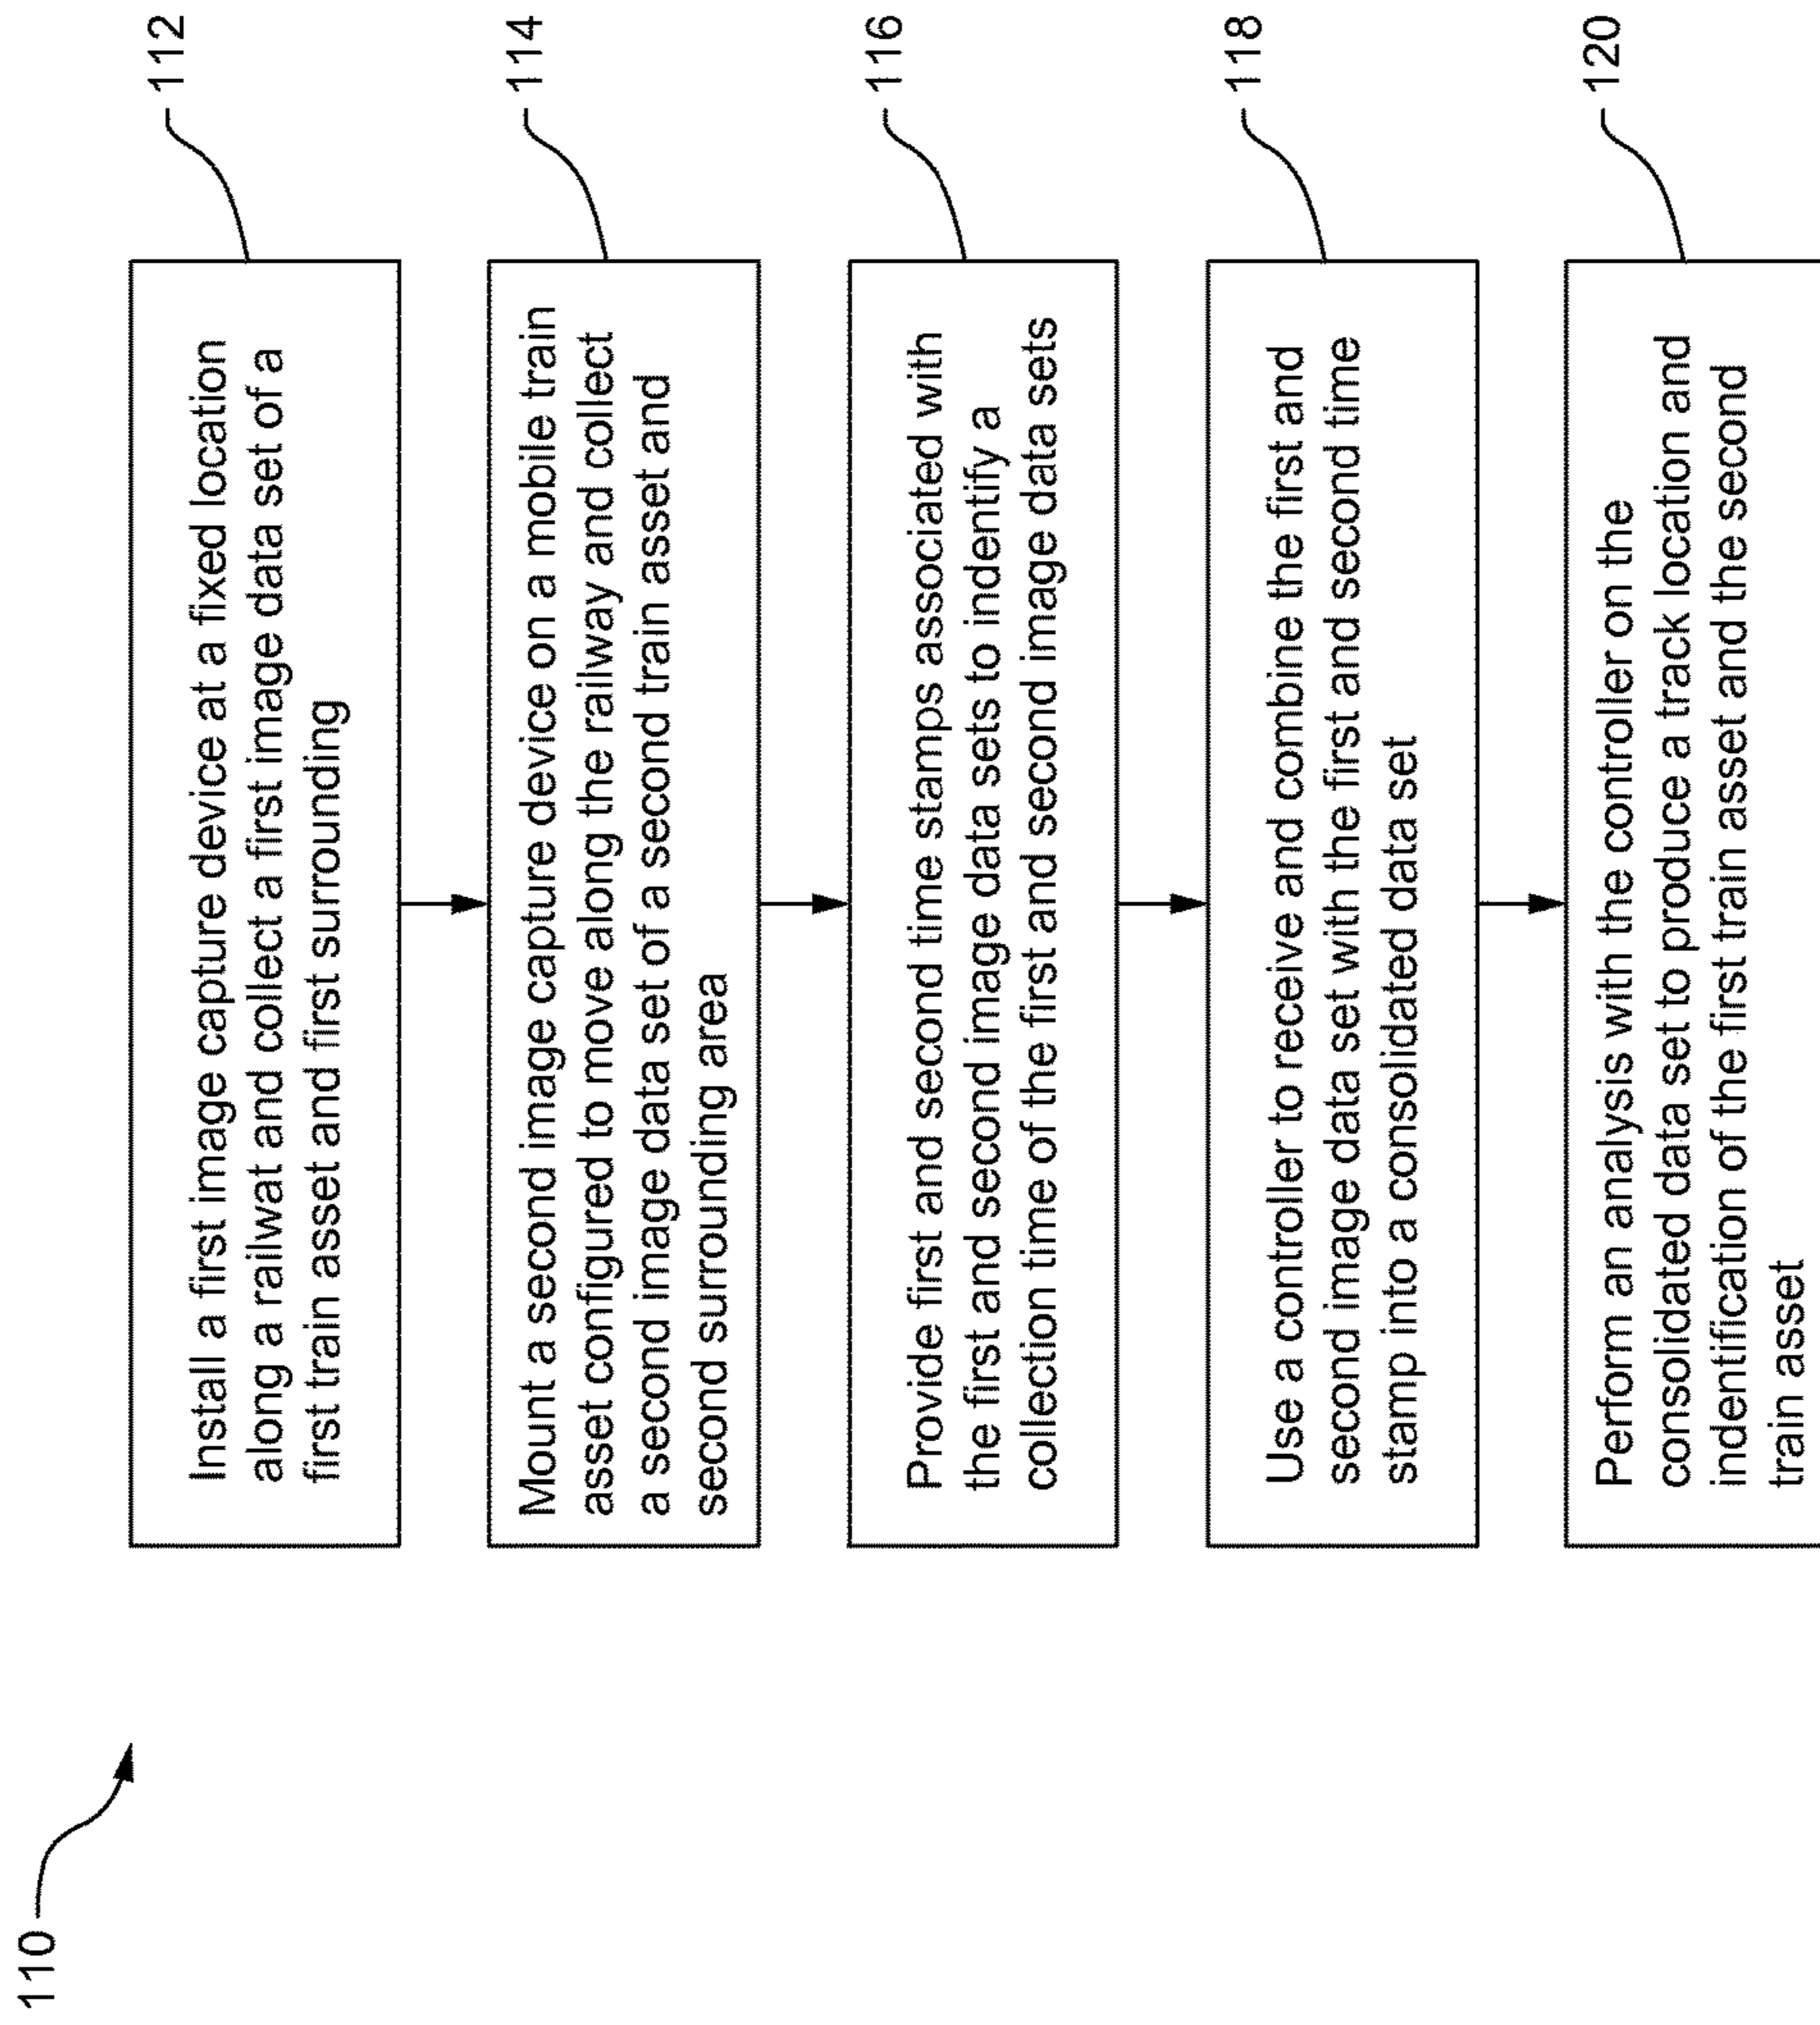 110
Install a first image capture device at a fixed location
along a railwat and collect a first image data set of a
first train asset and first surrounding
112
Mount a second image capture device on a mobile train
asset configured to move along the railway and collect
a second image data set of a second train asset and
second surrounding area
114
Provide first and second time stamps associated with
the first and second image data sets to indentify a
collection time of the first and second image data sets
116
Use a controller to receive and combine the first and
second image data set with the first and second time
stamp into a consolidated data set
118
Perform an analysis with the controller on the
consolidated data set to produce a track location and
indentification of the first train asset and the second
train asset
120